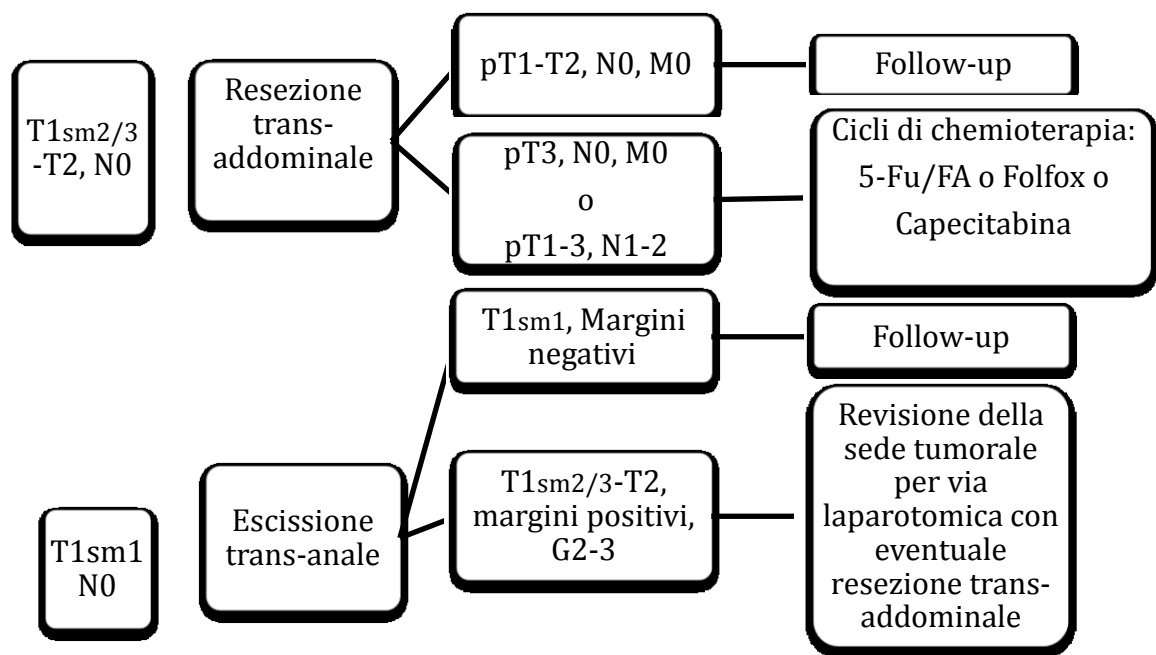 T1sm2/3
-T2, N0
Resezione
trans-
addominale
pT1-T2, N0, M0
Follow-up
pT3, N0, M0
o
pT1-3, N1-2
Cicli di chemioterapia:
5-Fu/FA o Folfox o
Capecitabina
T1sm1
N0
Escissione
trans-anale
T1sm1, Margini
negativi
Follow-up
T1sm2/3-T2,
margini positivi,
G2-3
Revisione della
sede tumorale
per via
laparotomica con
eventuale
resezione trans-
addominale